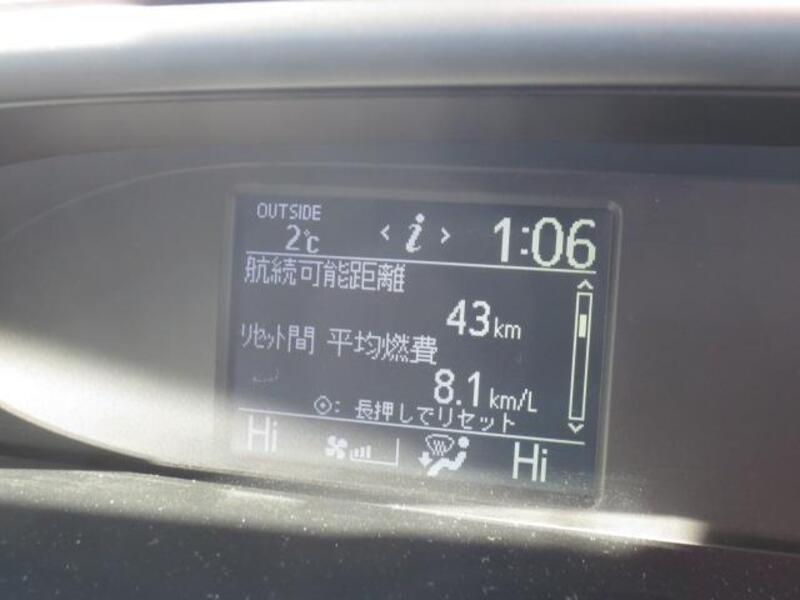 OUTSIDE
2℃
< i >
1:06
航続可能距離
43km
リセット間 平均燃費
8.1km/L
: 長押しでリセット
Hi
Hi